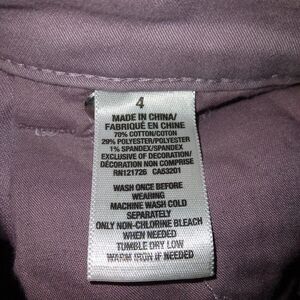 4
MADE IN CHINA/
FABRIQUÉ EN CHINE
70% COTTON/COTON
29% POLYESTER/POLYESTER
1% SPANDEX/SPANDEX
EXCLUSIVE OF DECORATION/
DÉCORATION NON COMPRISE
RN121726 CA53201
WASH ONCE BEFORE
WEARING
MACHINE WASH COLD
SEPARATELY
ONLY NON-CHLORINE BLEACH
WHEN NEEDED
TUMBLE DRY LOW
WARM IRON IF NEEDED